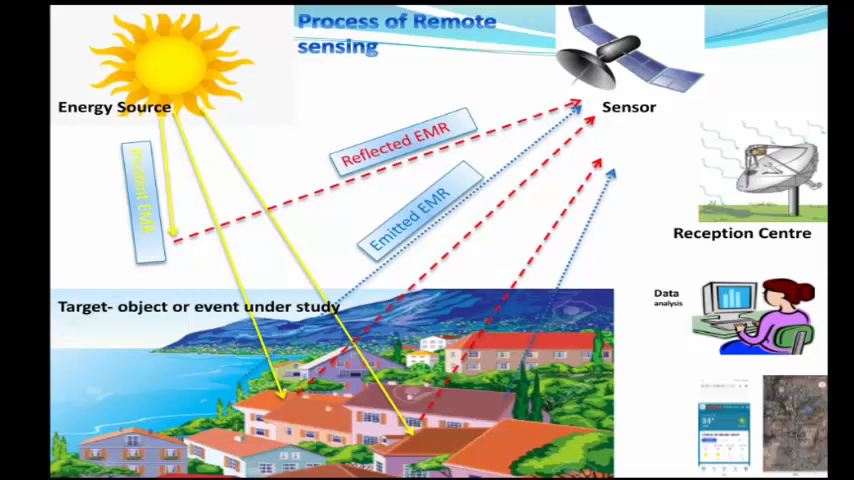 Process of Remote
sensing
Energy Source
Sensor
Reflected EMR
Incident EMR
Emitted EMR
Reception Centre
Target- object or event under study
Data
analysis